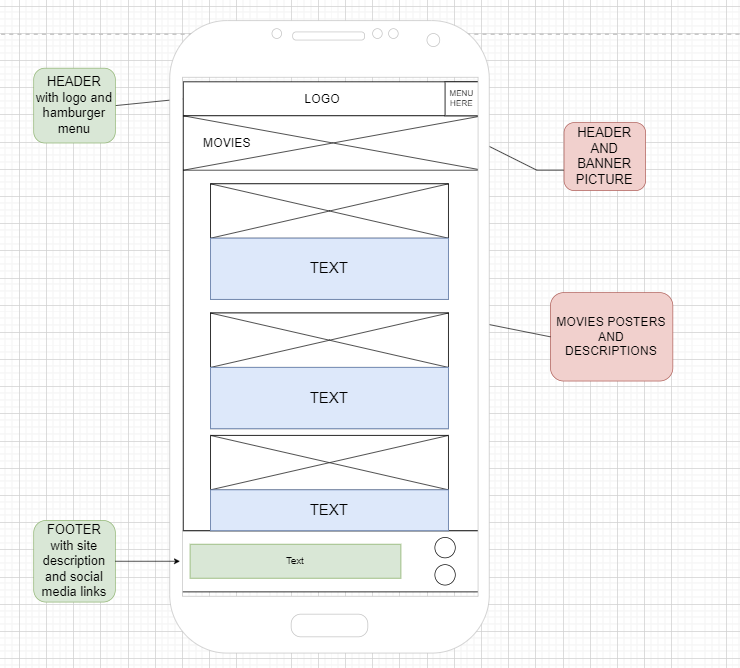 HEADER
with logo and
hamburger
menu
LOGO
MENU
HERE
MOVIES
HEADER
AND
BANNER
PICTURE
TEXT
MOVIES POSTERS
AND
DESCRIPTIONS
TEXT
TEXT
FOOTER
with site
description
and social
media links
Text